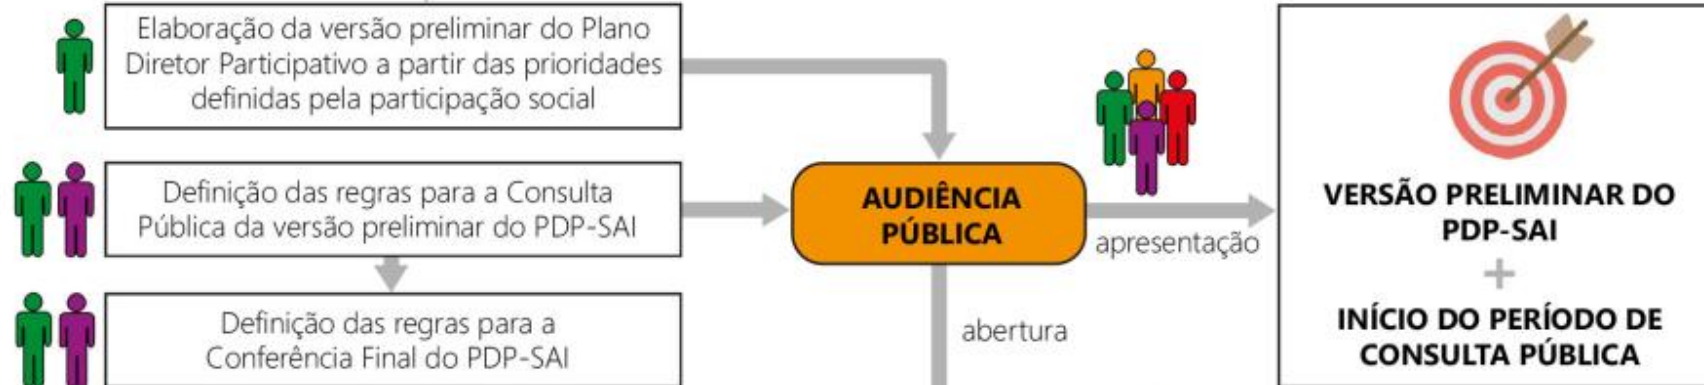 Elaboração da versão preliminar do Plano
Diretor Participativo a partir das prioridades
definidas pela participação social
Definição das regras para a Consulta
Pública da versão preliminar do PDP-SAI
Definição das regras para a
Conferência Final do PDP-SAI
AUDIÊNCIA
PÚBLICA
apresentação
abertura
VERSÃO PRELIMINAR DO
PDP-SAI
+
INÍCIO DO PERÍODO DE
CONSULTA PÚBLICA